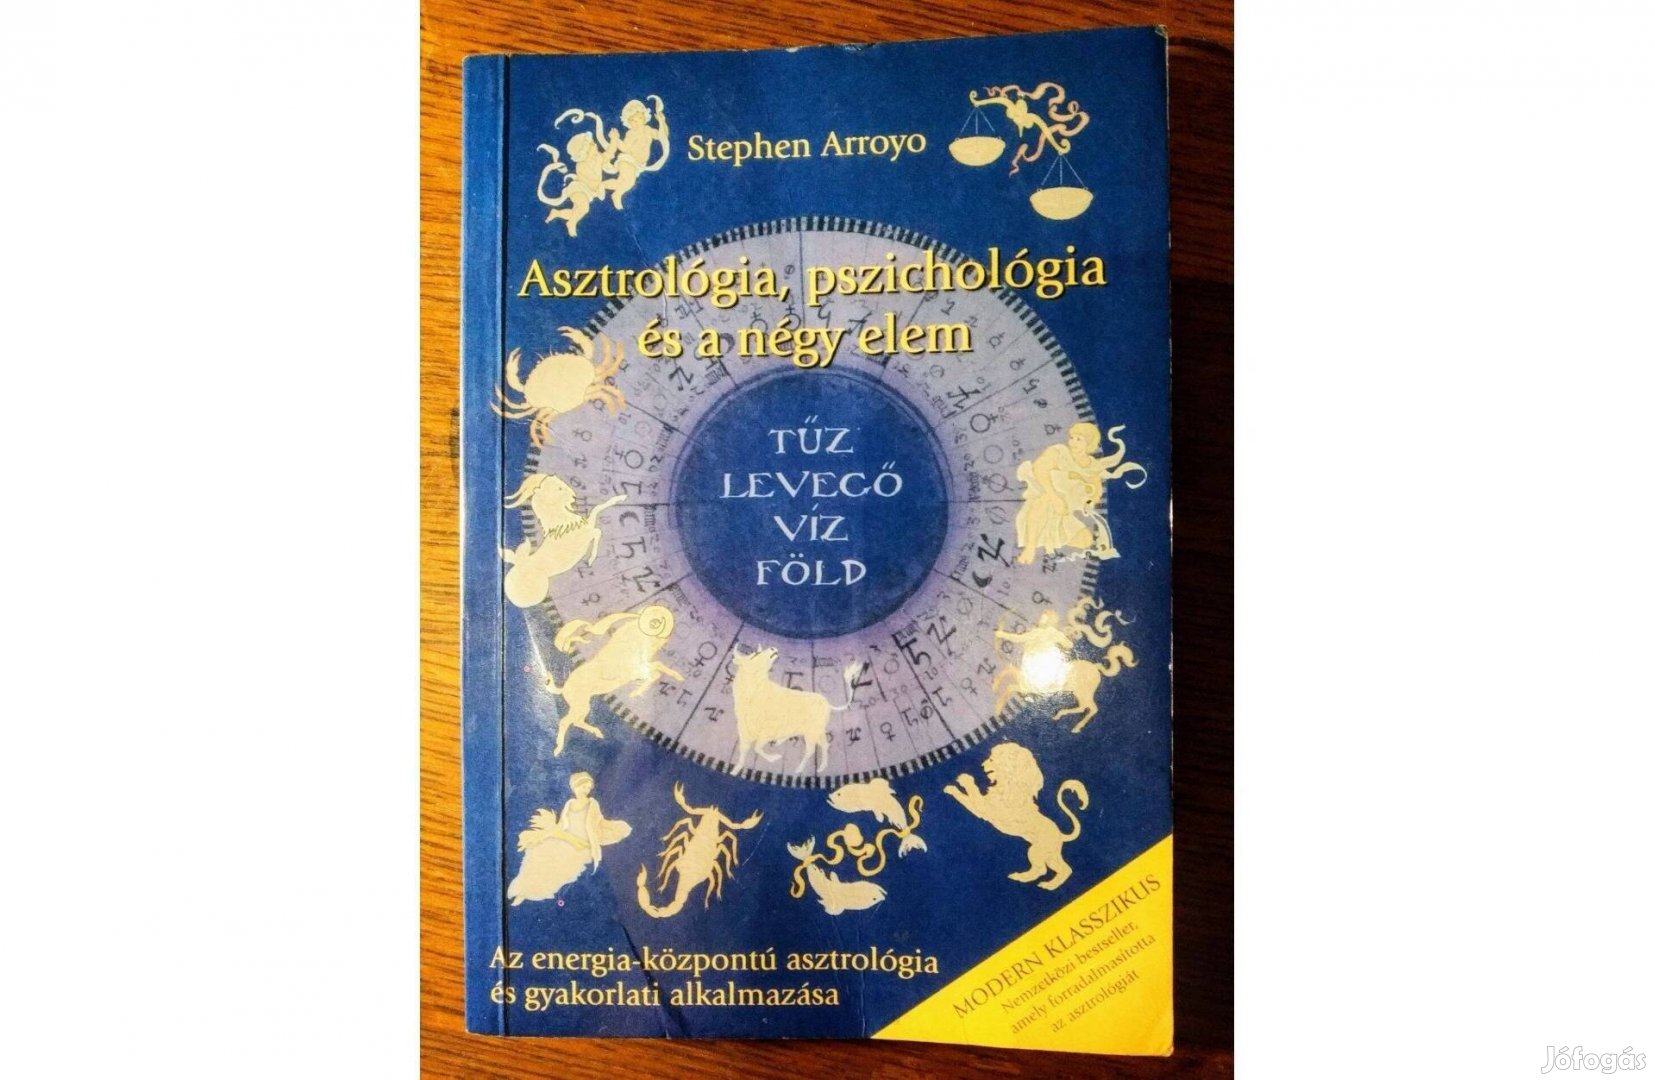 Stephen Arroyo
Asztrológia, pszichológia
és a négy elem
TŰZ
LEVEGŐ
VÍZ
FÖLD
Az energia-központú asztrológia
és gyakorlati alkalmazása
MODERN KLASSZIKUS
Nemzetközi bestseller,
amely forradalmasította
az asztrológiát
Jófogás